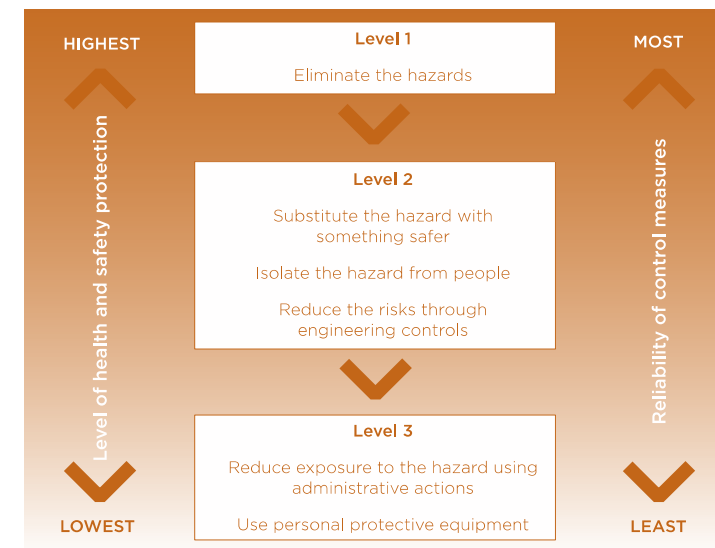 HIGHEST
Level 1
MOST
Eliminate the hazards
Level of health and safety protection
Reliability of control measures
Level 2
Substitute the hazard with
something safer
Isolate the hazard from people
Reduce the risks through
engineering controls
Level 3
Reduce exposure to the hazard using
administrative actions
Use personal protective equipment
LOWEST
LEAST